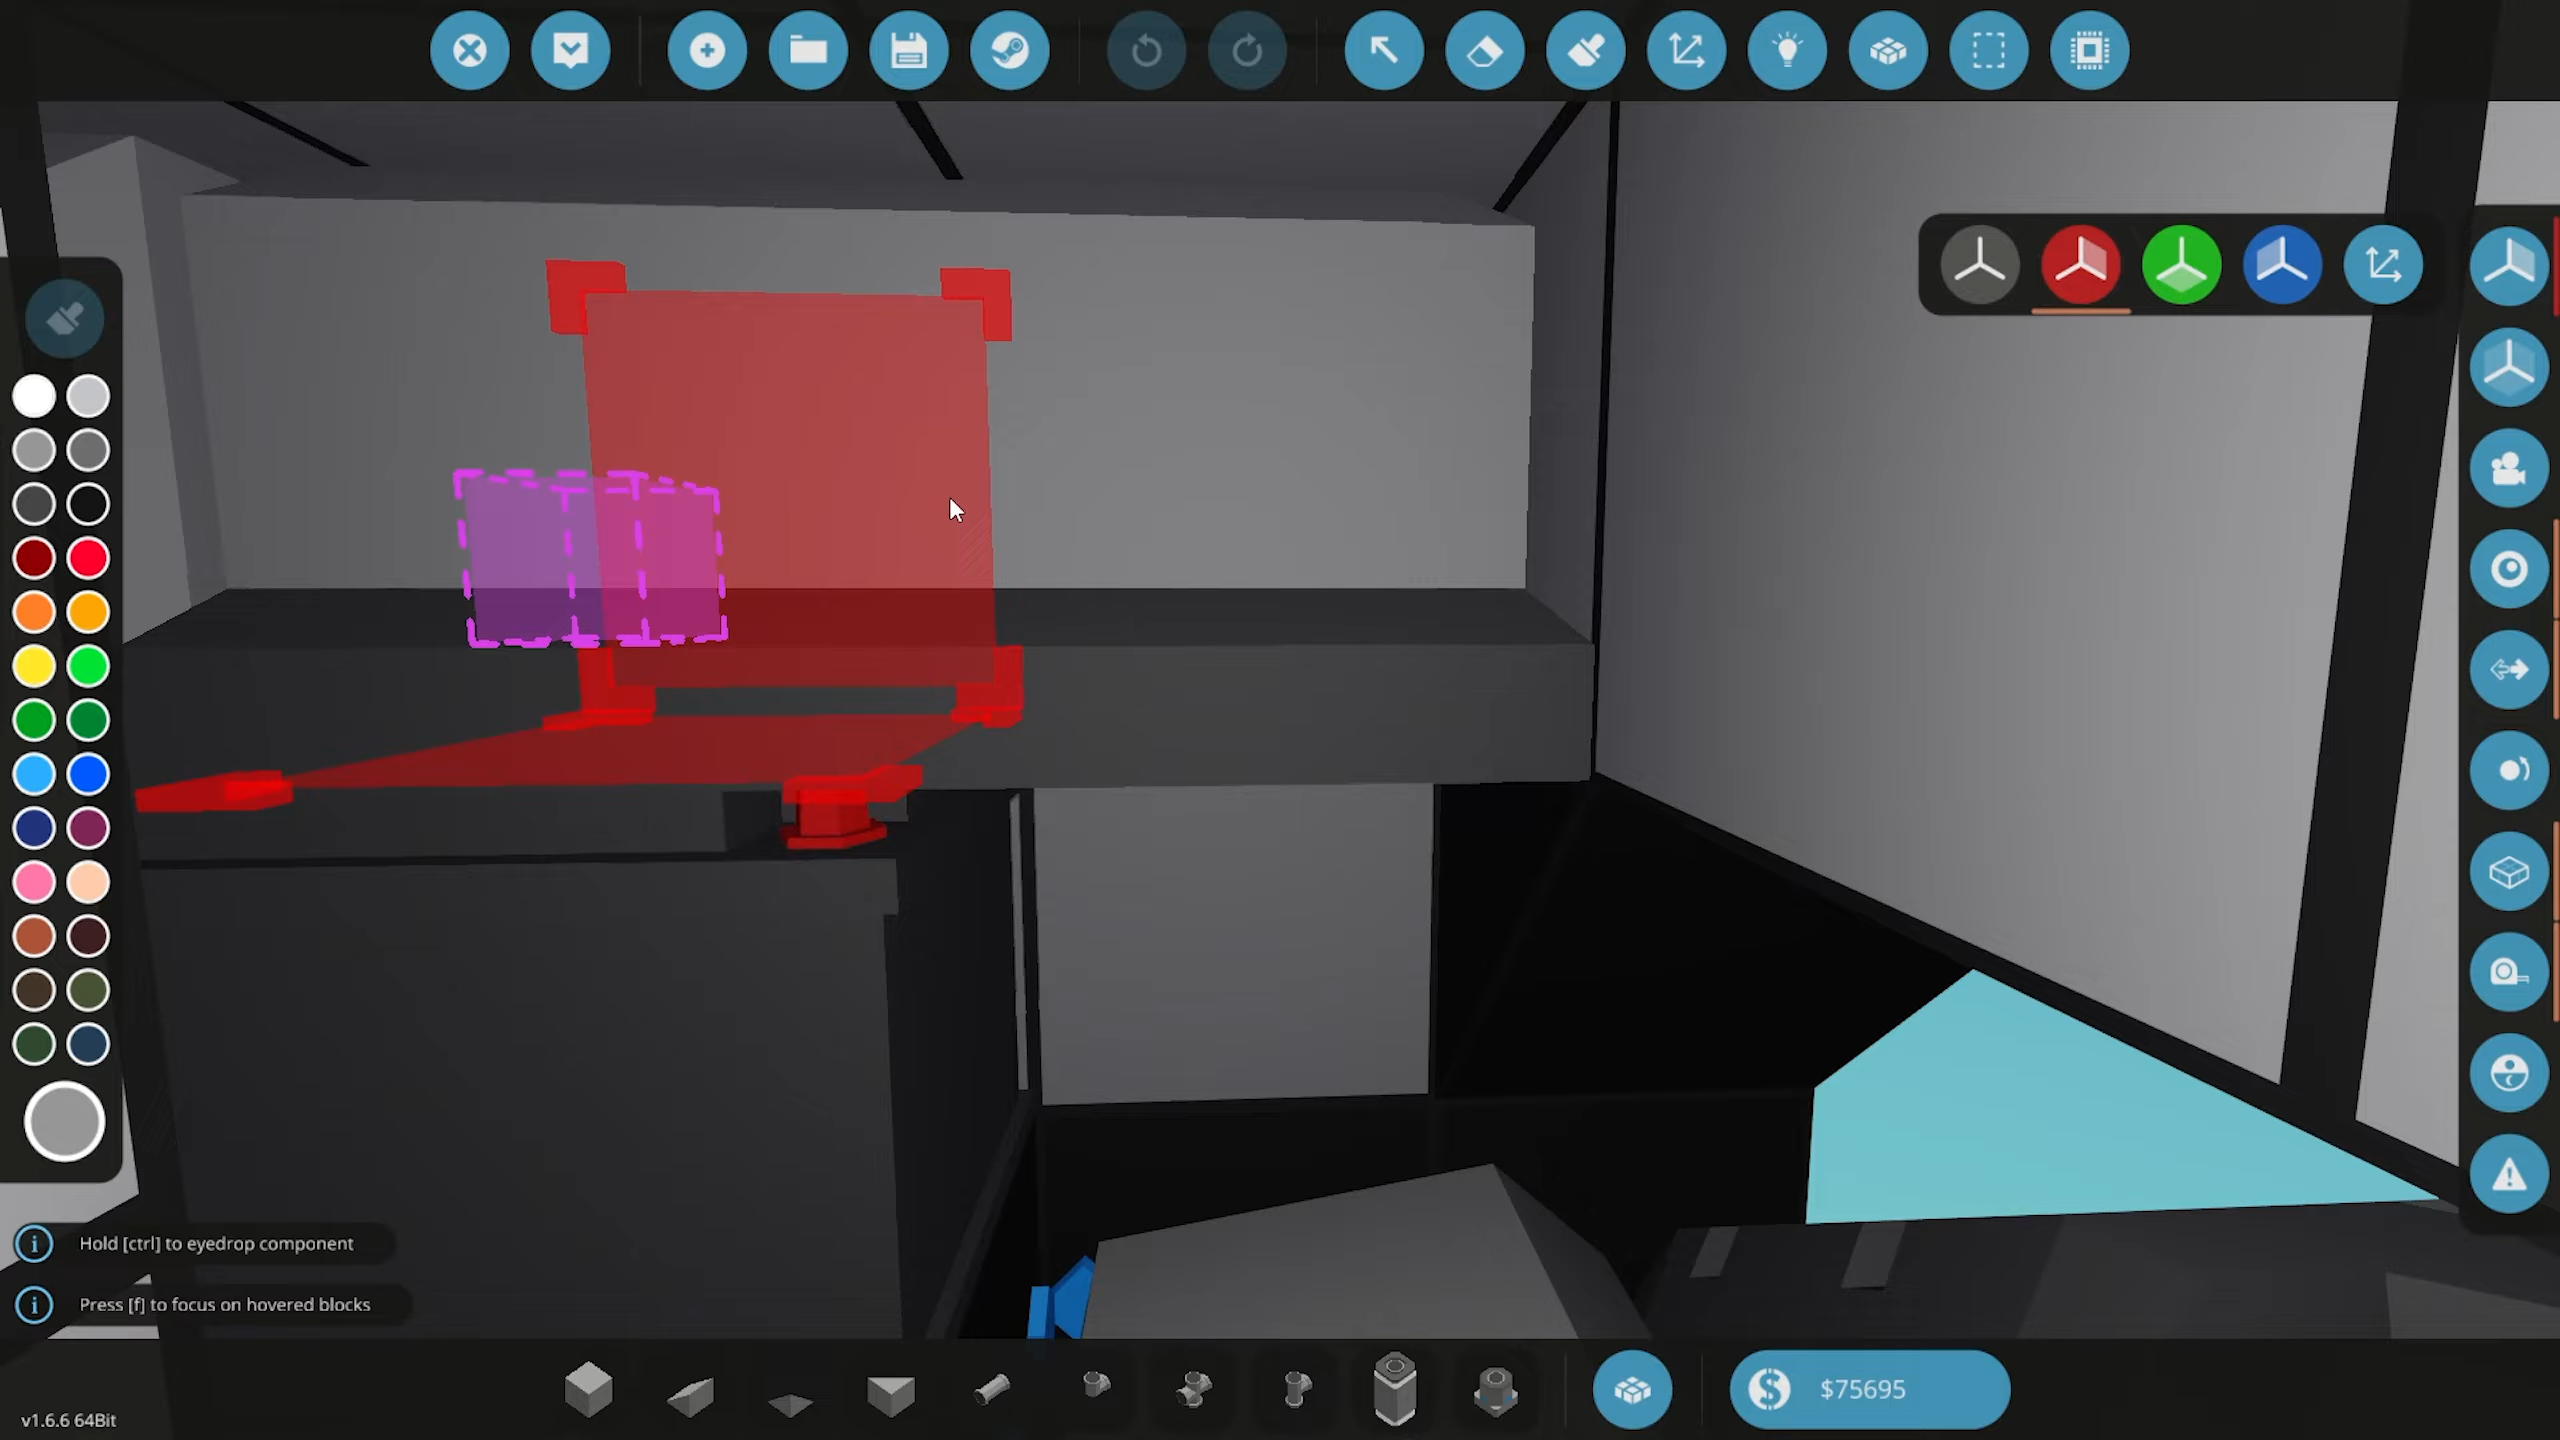 Hold [ctrl] to eyedrop component
Press [f] to focus on hovered blocks
v1.6.6 64Bit
$75695